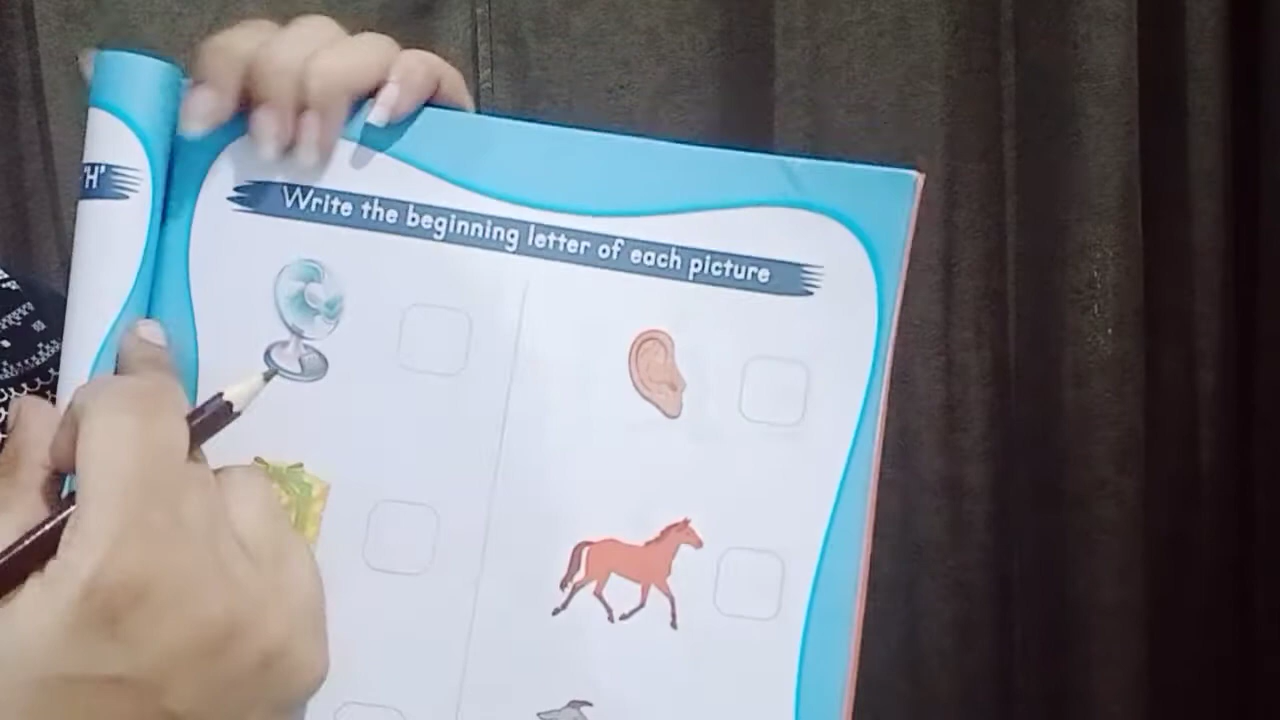 "H"
Write the beginning letter of each picture